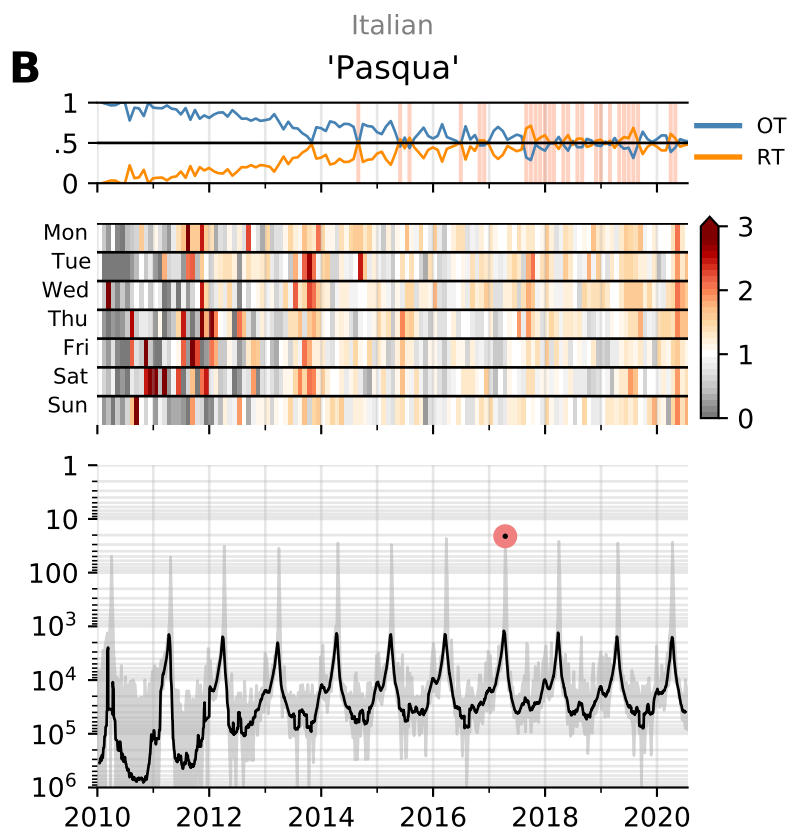 Italian
B
'Pasqua'
1
.5
0
OT
RT
Mon
Tue
Wed
Thu
Fri
Sat
Sun
3
2
1
0
1
10
100
10³
10⁴
10⁵
10⁶
2010 2012 2014 2016 2018 2020